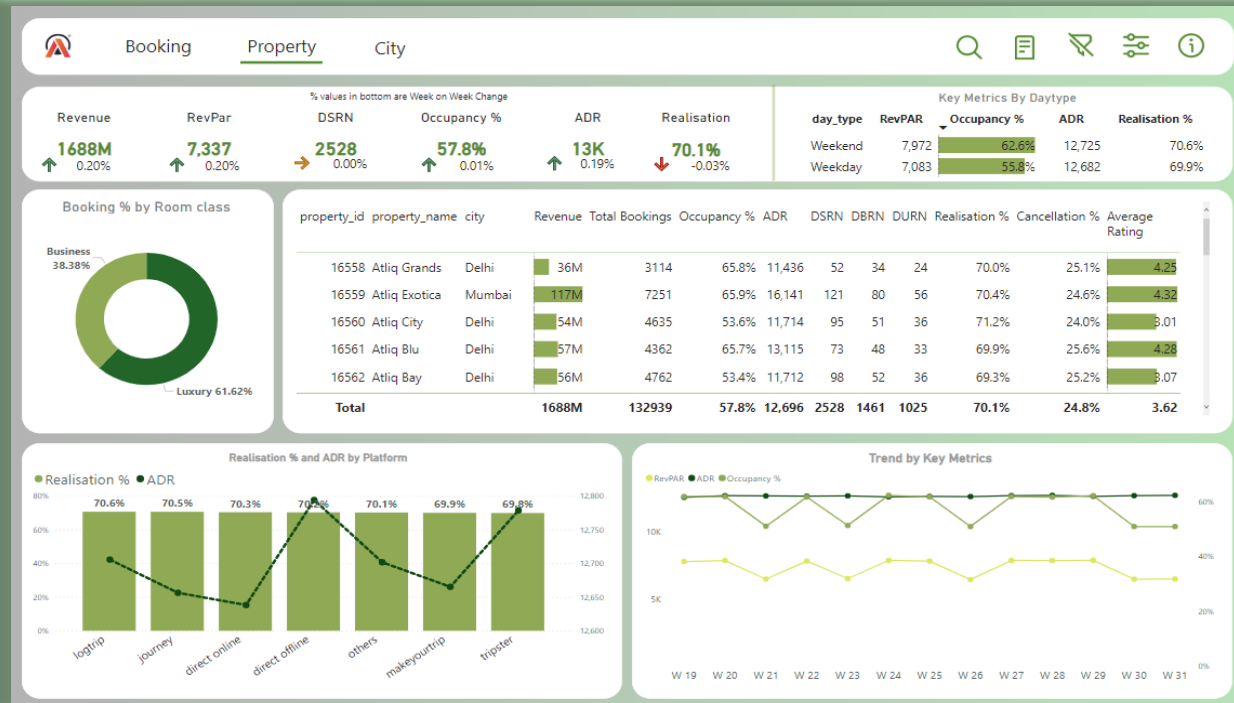 Booking Property City
% values in bottom are Week on Week Change
Revenue RevPar DSRN Occupancy % ADR Realisation
1688M 7,337 2528 57.8% 13K 70.1%
0.20% 0.20% 0.00% 0.01% 0.19% -0.03%
Key Metrics By Daytype
day_type RevPAR Occupancy % ADR Realisation %
Weekend 7,972 62.6% 12,725 70.6%
Weekday 7,083 55.8% 12,682 69.9%
Booking % by Room class
Business
38.38%
Luxury 61.62%
property_id property_name city Revenue Total Bookings Occupancy % ADR DSRN DBRN DURN Realisation % Cancellation % Average
Rating
16558 Atliq Grands Delhi 36M 3114 65.8% 11,436 52 34 24 70.0% 25.1% 4.25
16559 Atliq Exotica Mumbai 117M 7251 65.9% 16,141 121 80 56 70.4% 24.6% 4.32
16560 Atliq City Delhi 54M 4635 53.6% 11,714 95 51 36 71.2% 24.0% 3.01
16561 Atliq Blu Delhi 57M 4362 65.7% 13,115 73 48 33 69.9% 25.6% 4.28
16562 Atliq Bay Delhi 56M 4762 53.4% 11,712 98 52 36 69.3% 25.2% 3.07
Total 1688M 132939 57.8% 12,696 2528 1461 1025 70.1% 24.8% 3.62
Realisation % and ADR by Platform
Realisation % ADR
80% 12,800
70.6% 70.5% 70.3% 70.2% 70.1% 69.9% 69.8%
12,750
60%
40% 12,700
20% 12,650
0% 12,600
logtrip journey direct online direct offline others makeyourtrip tripster
Trend by Key Metrics
RevPAR ADR Occupancy %
60%
10K
40%
5K
20%
0%
W 19 W 20 W 21 W 22 W 23 W 24 W 25 W 26 W 27 W 28 W 29 W 30 W 31